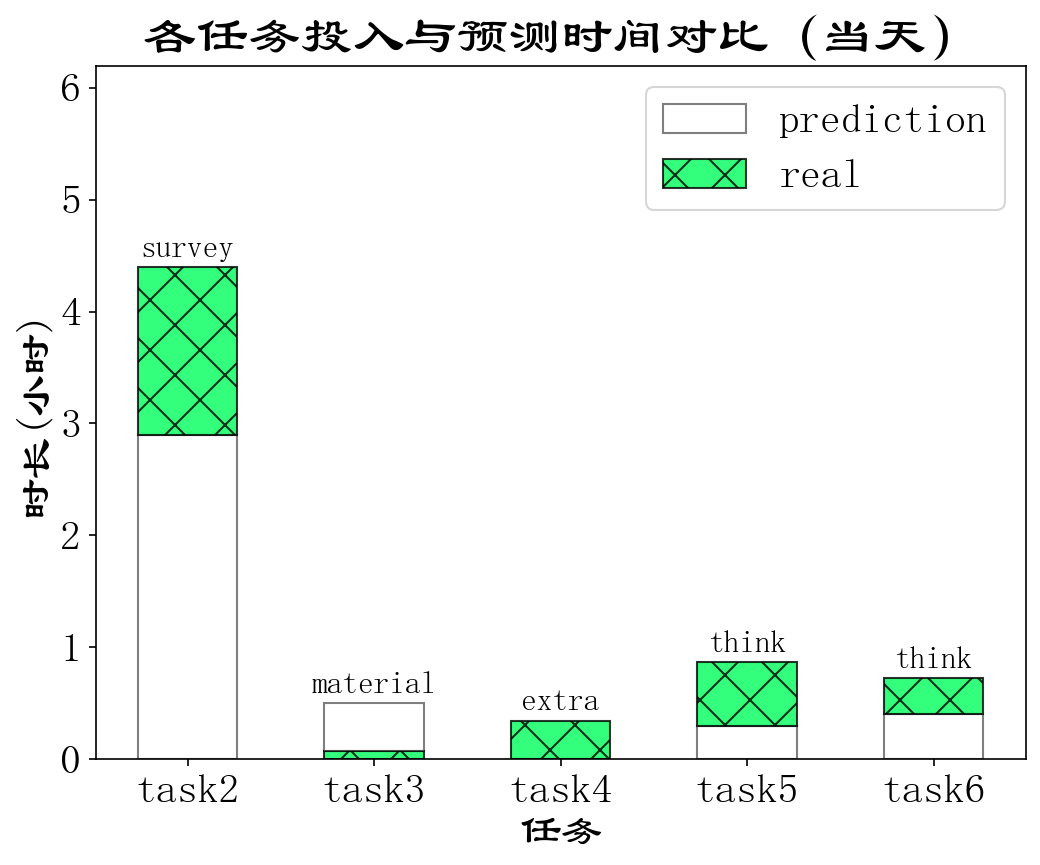 各任务投入与预测时间对比 (当天)
prediction
real
时长(小时)
6
5
4
3
2
1
0
survey
material
extra
think
think
task2 task3 task4 task5 task6
任务